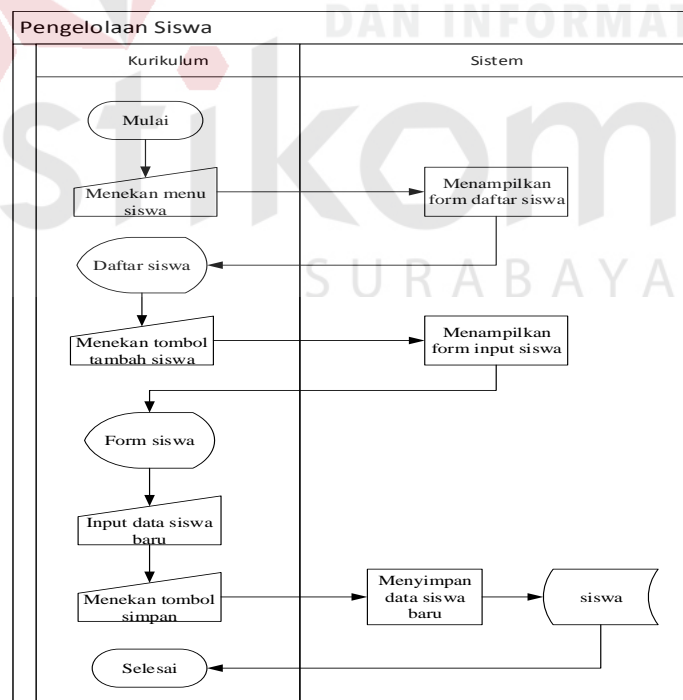 DAN INFORMAT
Pengelolaan Siswa
Kurikulum
Sistem
stikom
SURABAYA
Mulai
Menekan menu
siswa
Menampilkan
form daftar siswa
Daftar siswa
Menekan tombol
tambah siswa
Menampilkan
form input siswa
Form siswa
Input data siswa
baru
Menekan tombol
simpan
Menyimpan
data siswa
baru
siswa
Selesai